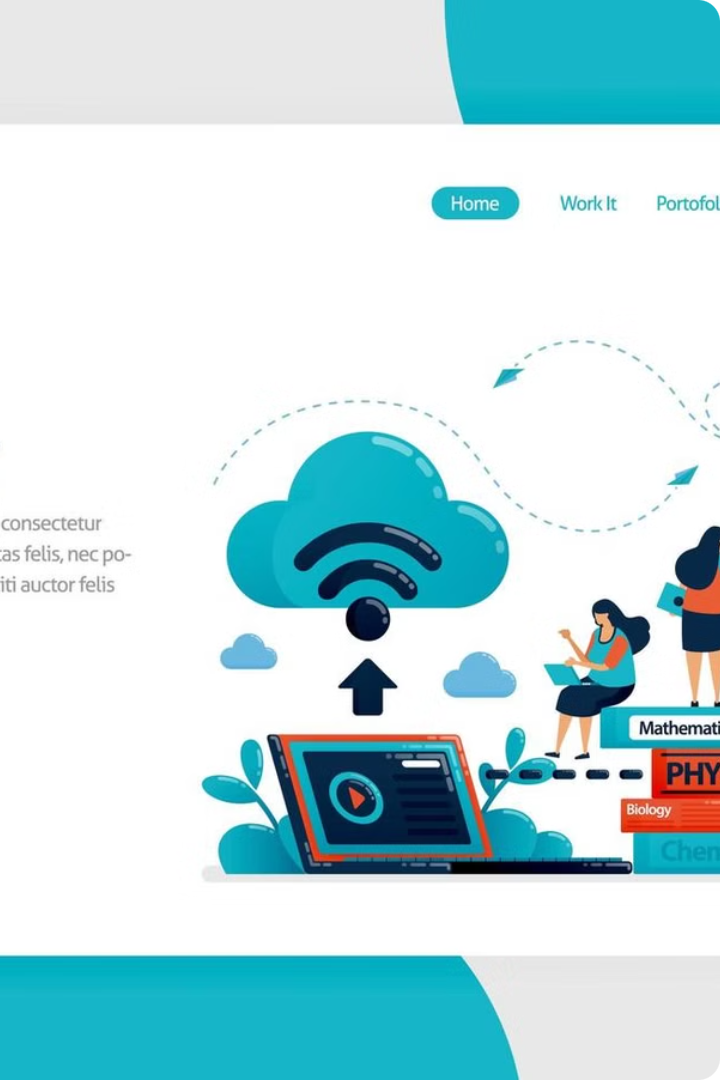 Home Work It Portofol
consectetur
tas felis, nec po-
iti auctor felis
Mathemati
PHY
Biology
Chem